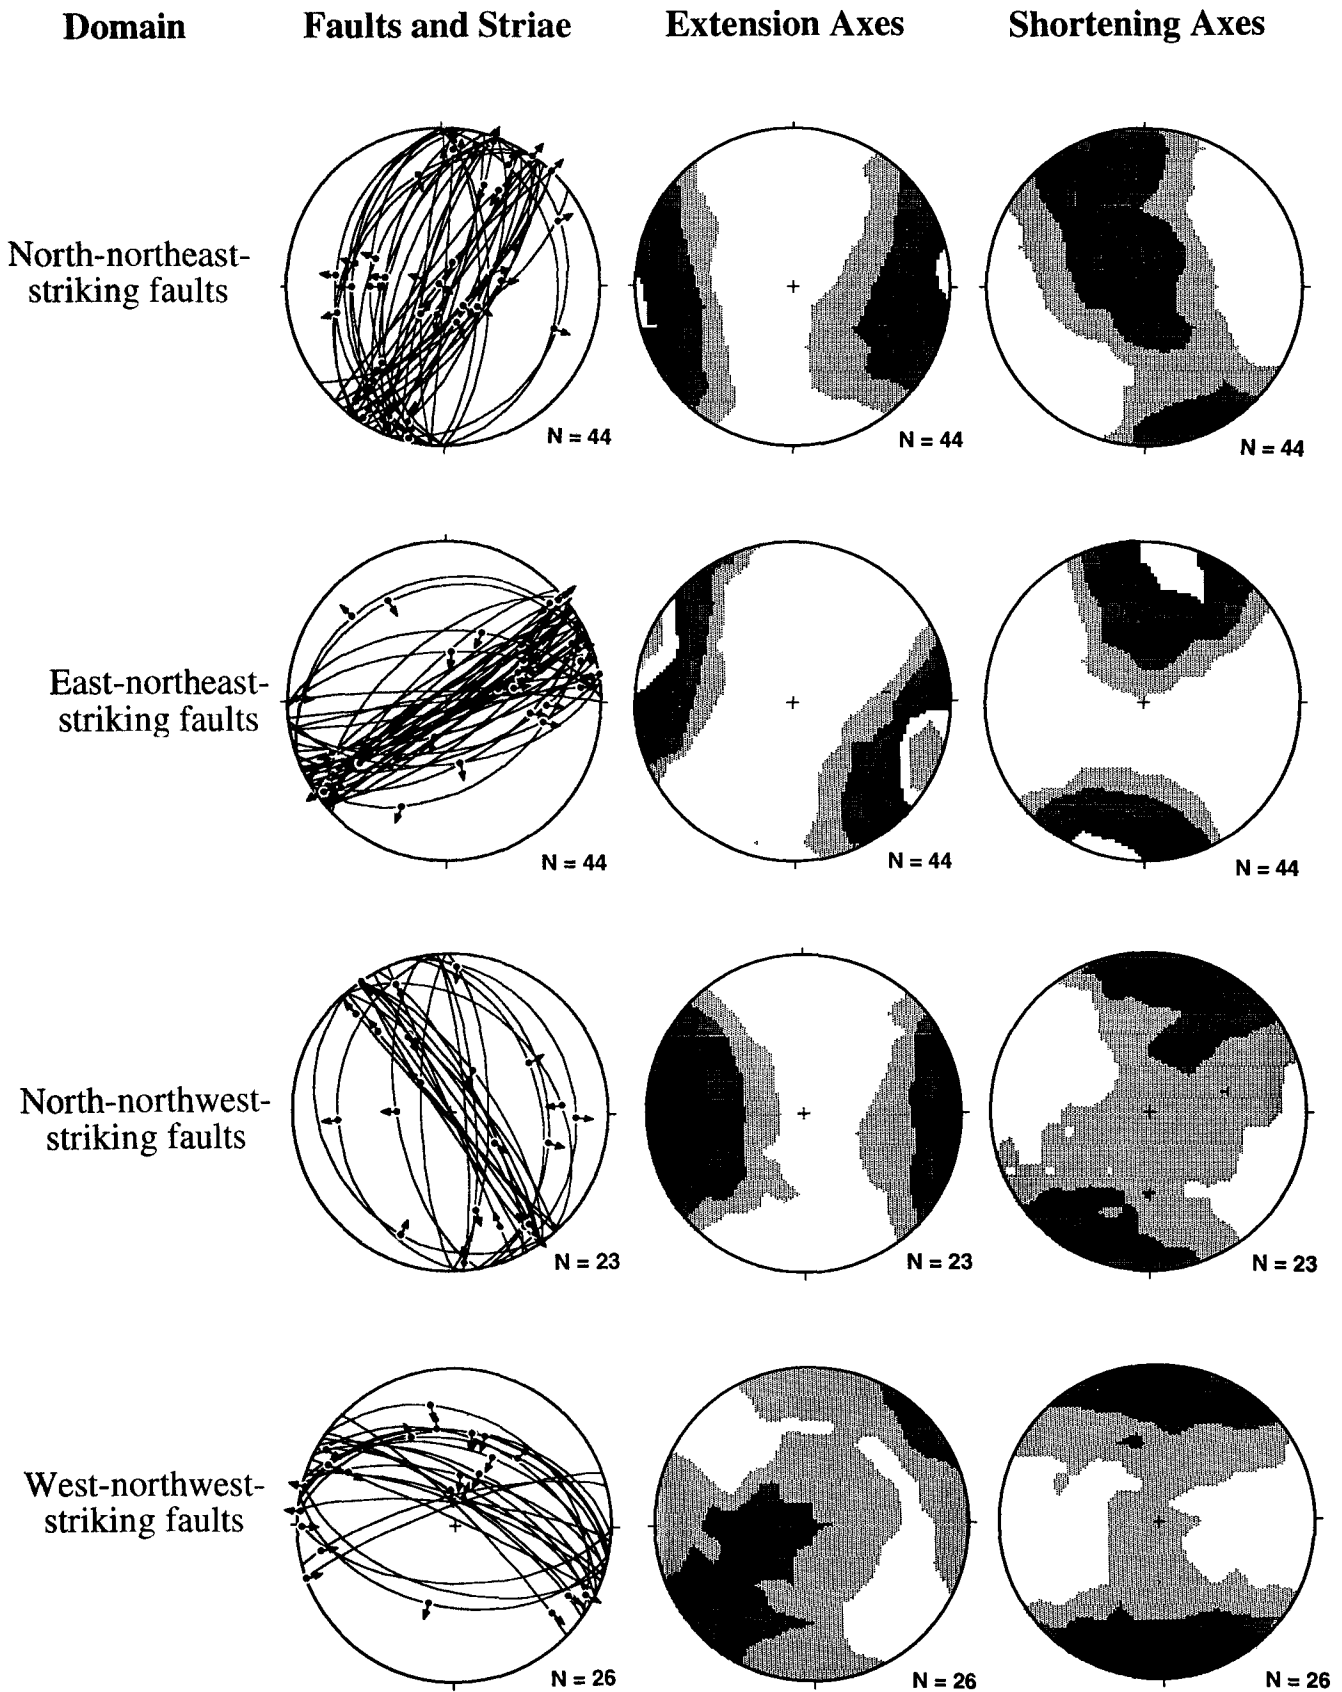 Domain Faults and Striae Extension Axes Shortening Axes
North-northeast-
striking faults
N = 44 N = 44 N = 44
East-northeast-
striking faults
N = 44 N = 44 N = 44
North-northwest-
striking faults
N = 23 N = 23 N = 23
West-northwest-
striking faults
N = 26 N = 26 N = 26